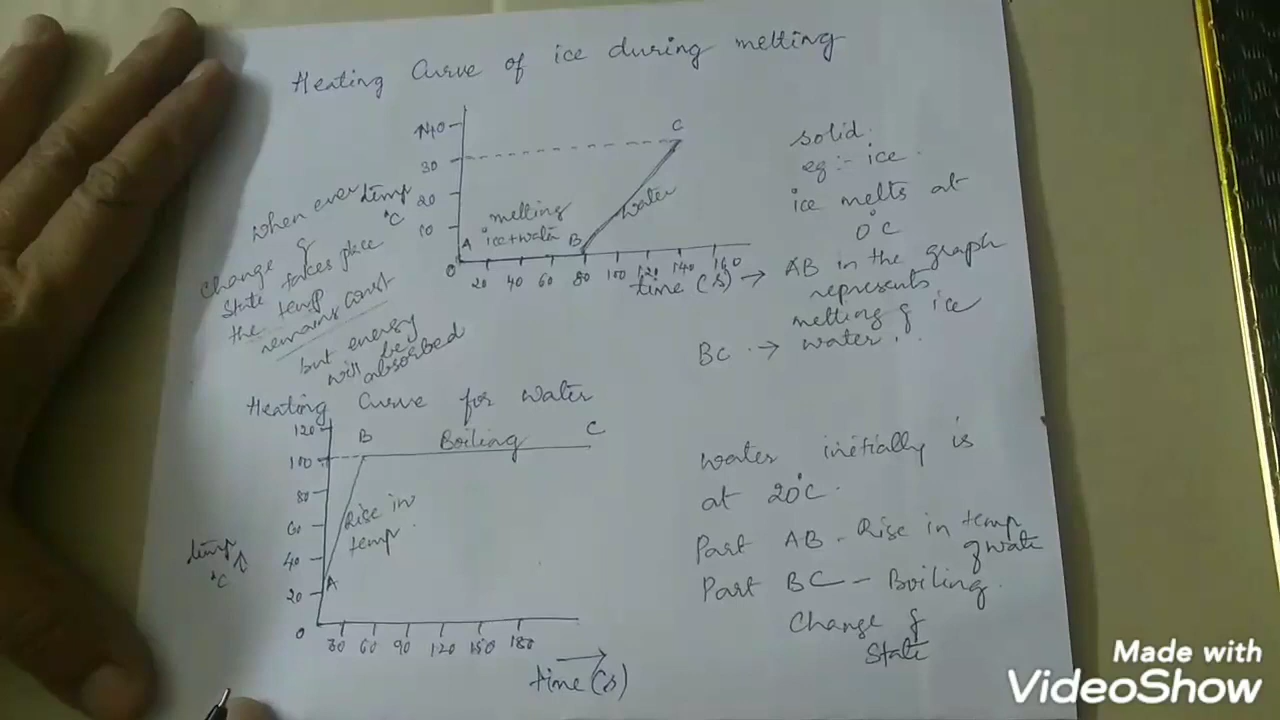 Heating Curve of ice during melting
140
30
20
10
0
temp
°C
A
B
C
melting
ice+water
water
20 40 60 80 100 120 140 160
time (s) →
when ever
change of
state takes place
the temp
remains const
but energy
will be
absorbed
solid.
eg:- ice.
ice melts at
0°C
AB in the graph
represents
melting of ice
BC → water.
Heating Curve for water
120
100
80
60
40
20
0
temp ↑
°C
A
B
C
Boiling
Rise in
temp.
30 60 90 120 150 180
time (s)
water initially is
at 20°C.
Part AB - Rise in temp
of wate
Part BC - Boiling.
Change of
State
Made with
VideoShow